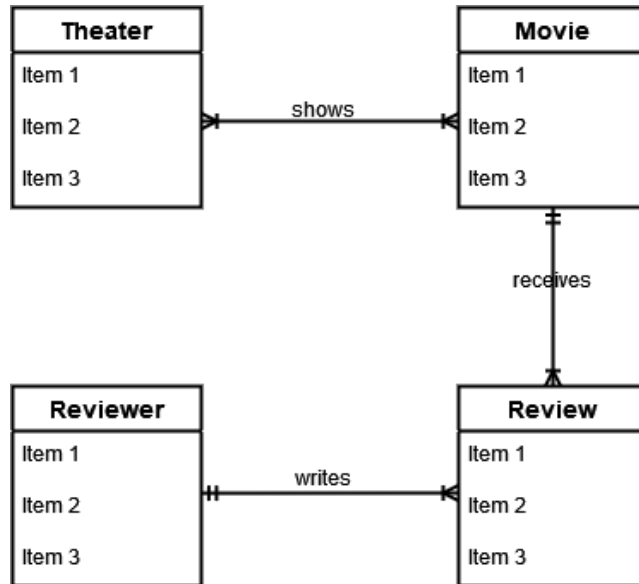 Theater
Item 1
Item 2
Item 3
shows
Movie
Item 1
Item 2
Item 3
receives
Reviewer
Item 1
Item 2
Item 3
writes
Review
Item 1
Item 2
Item 3